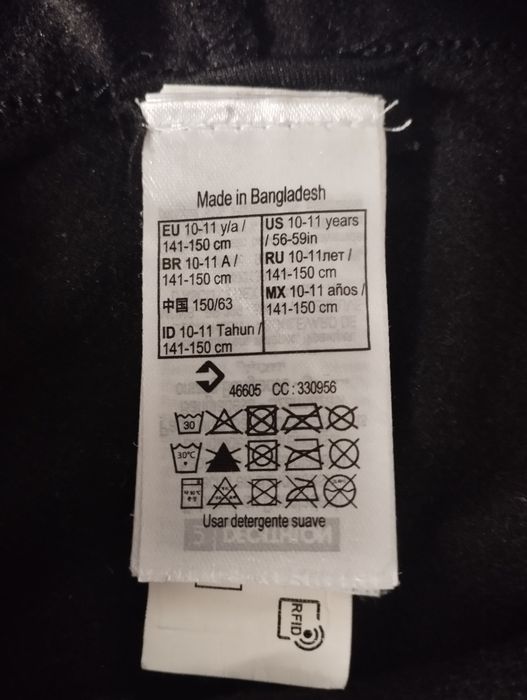 Made in Bangladesh
EU 10-11 y/a /
141-150 cm
BR 10-11 A /
141-150 cm
中国 150/63
ID 10-11 Tahun /
141-150 cm
US 10-11 years
/ 56-59in
RU 10-11лет /
141-150 cm
MX 10-11 años /
141-150 cm
46605 CC : 330956
30
30°C
Usar detergente suave
DECATHLON
RFID